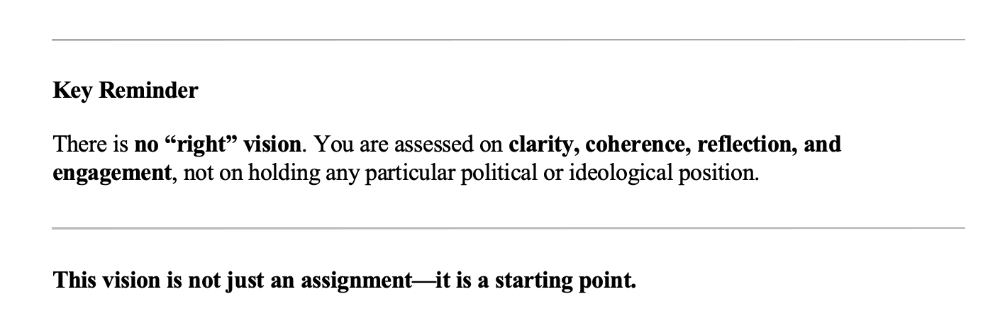 Key Reminder
There is no “right” vision. You are assessed on clarity, coherence, reflection, and
engagement, not on holding any particular political or ideological position.
This vision is not just an assignment—it is a starting point.